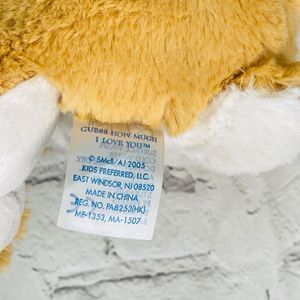 GUESS HOW MUCH
I LOVE YOU™
© SMcB/AJ 2005
KIDS PREFERRED, LLC.
EAST WINDSOR, NJ 08520
MADE IN CHINA
REG. NO. PA8253(HK)
ME-1353, MA-1507